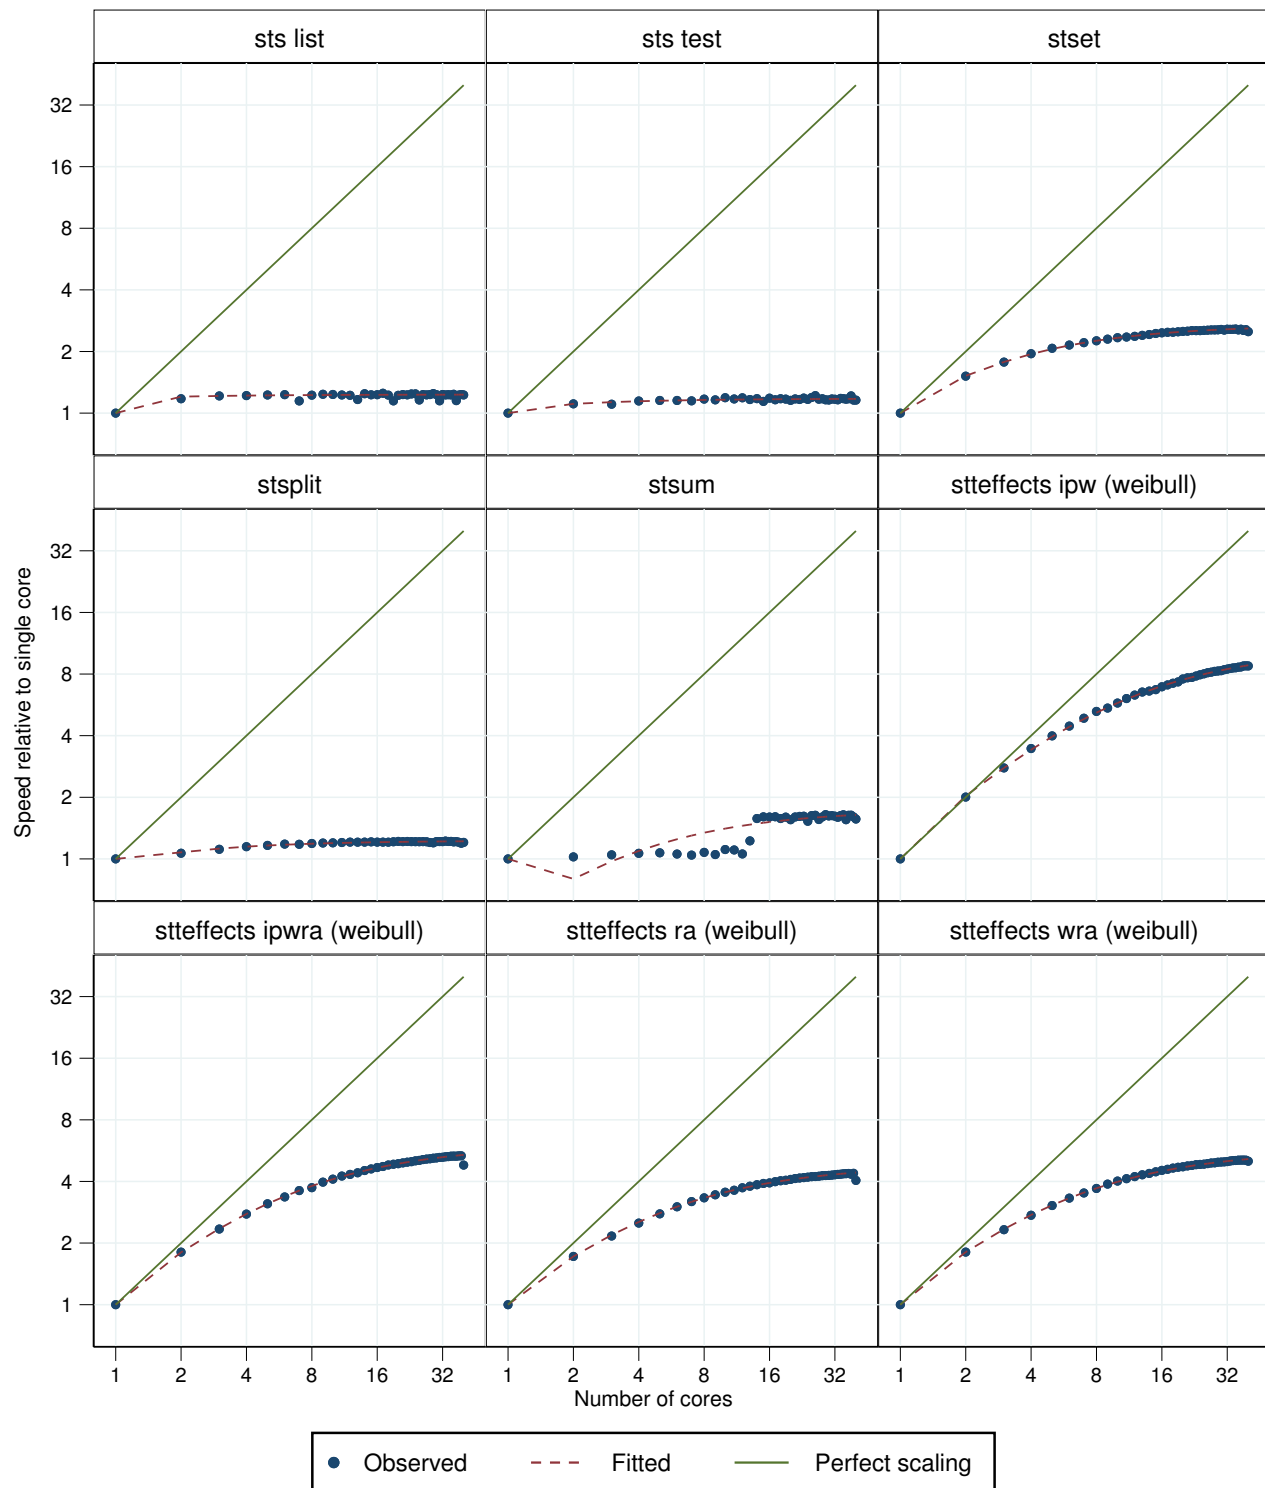 sts list
sts test
stset
32
16
8
4
2
1
stsplit
stsum
stteffects ipw (weibull)
32
16
8
4
2
1
stteffects ipwra (weibull)
stteffects ra (weibull)
stteffects wra (weibull)
32
16
8
4
2
1
Speed relative to single core
1 2 4 8 16 32
1 2 4 8 16 32
1 2 4 8 16 32
Number of cores
Observed Fitted Perfect scaling